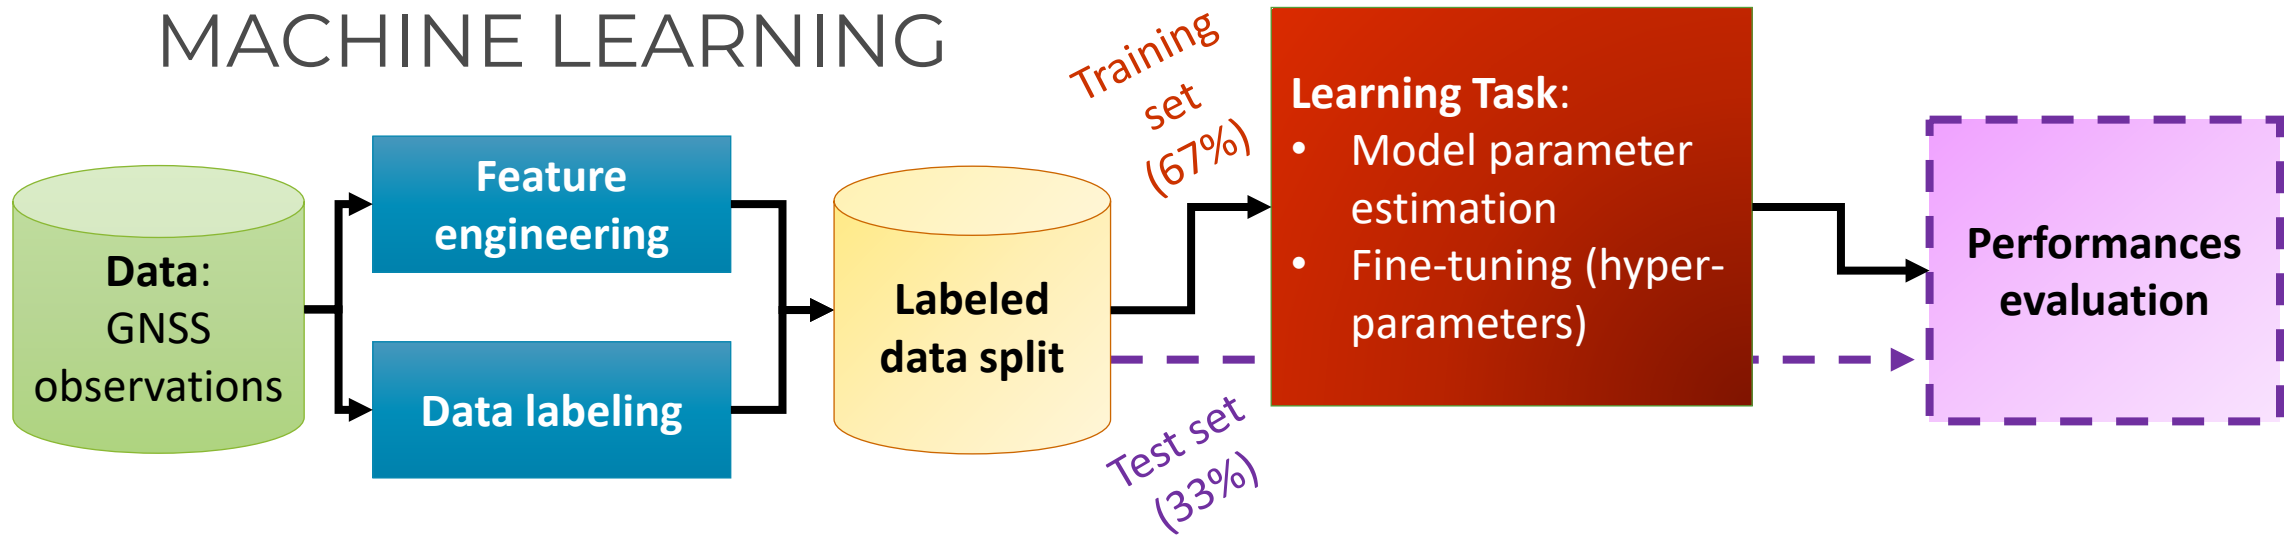 MACHINE LEARNING
Data:
GNSS
observations
Feature
engineering
Data labeling
Labeled
data split
Training
set
(67%)
Test set
(33%)
Learning Task:
• Model parameter
estimation
• Fine-tuning (hyper-
parameters)
Performances
evaluation